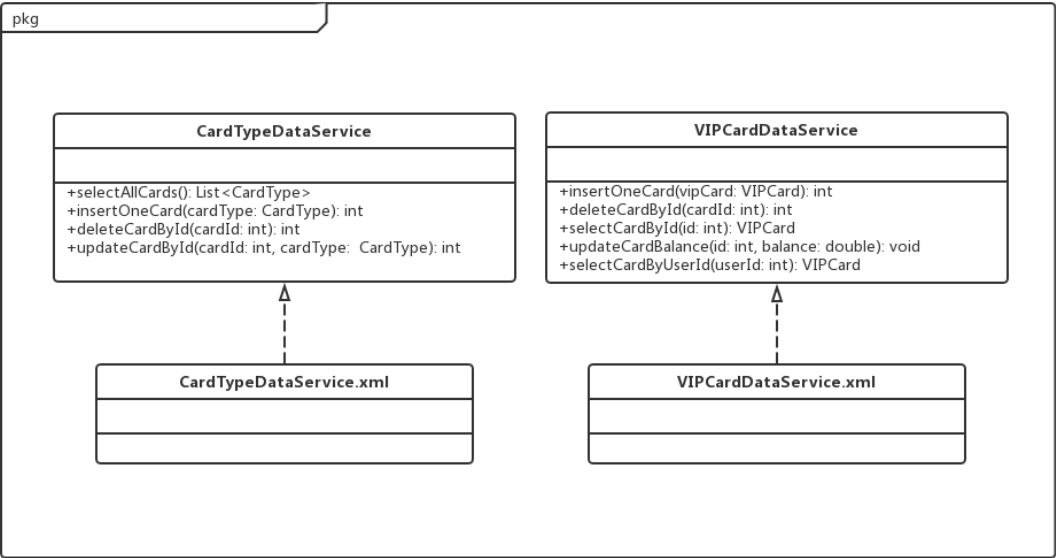 pkg
CardTypeDataService
+selectAllCards(): List<CardType>
+insertOneCard(cardType: CardType): int
+deleteCardById(cardId: int): int
+updateCardById(cardId: int, cardType:  CardType): int
VIPCardDataService
+insertOneCard(vipCard: VIPCard): int
+deleteCardById(cardId: int): int
+selectCardById(id: int): VIPCard
+updateCardBalance(id: int, balance: double): void
+selectCardByUserId(userId: int): VIPCard
CardTypeDataService.xml
VIPCardDataService.xml